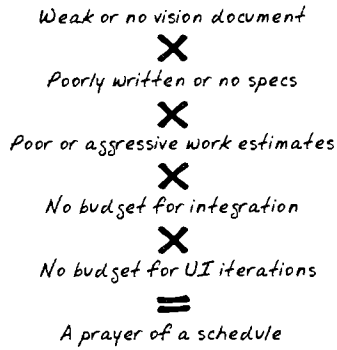 Weak or no vision document
×
Poorly written or no specs
×
Poor or aggressive work estimates
×
No budget for integration
×
No budget for UI iterations
=
A prayer of a schedule